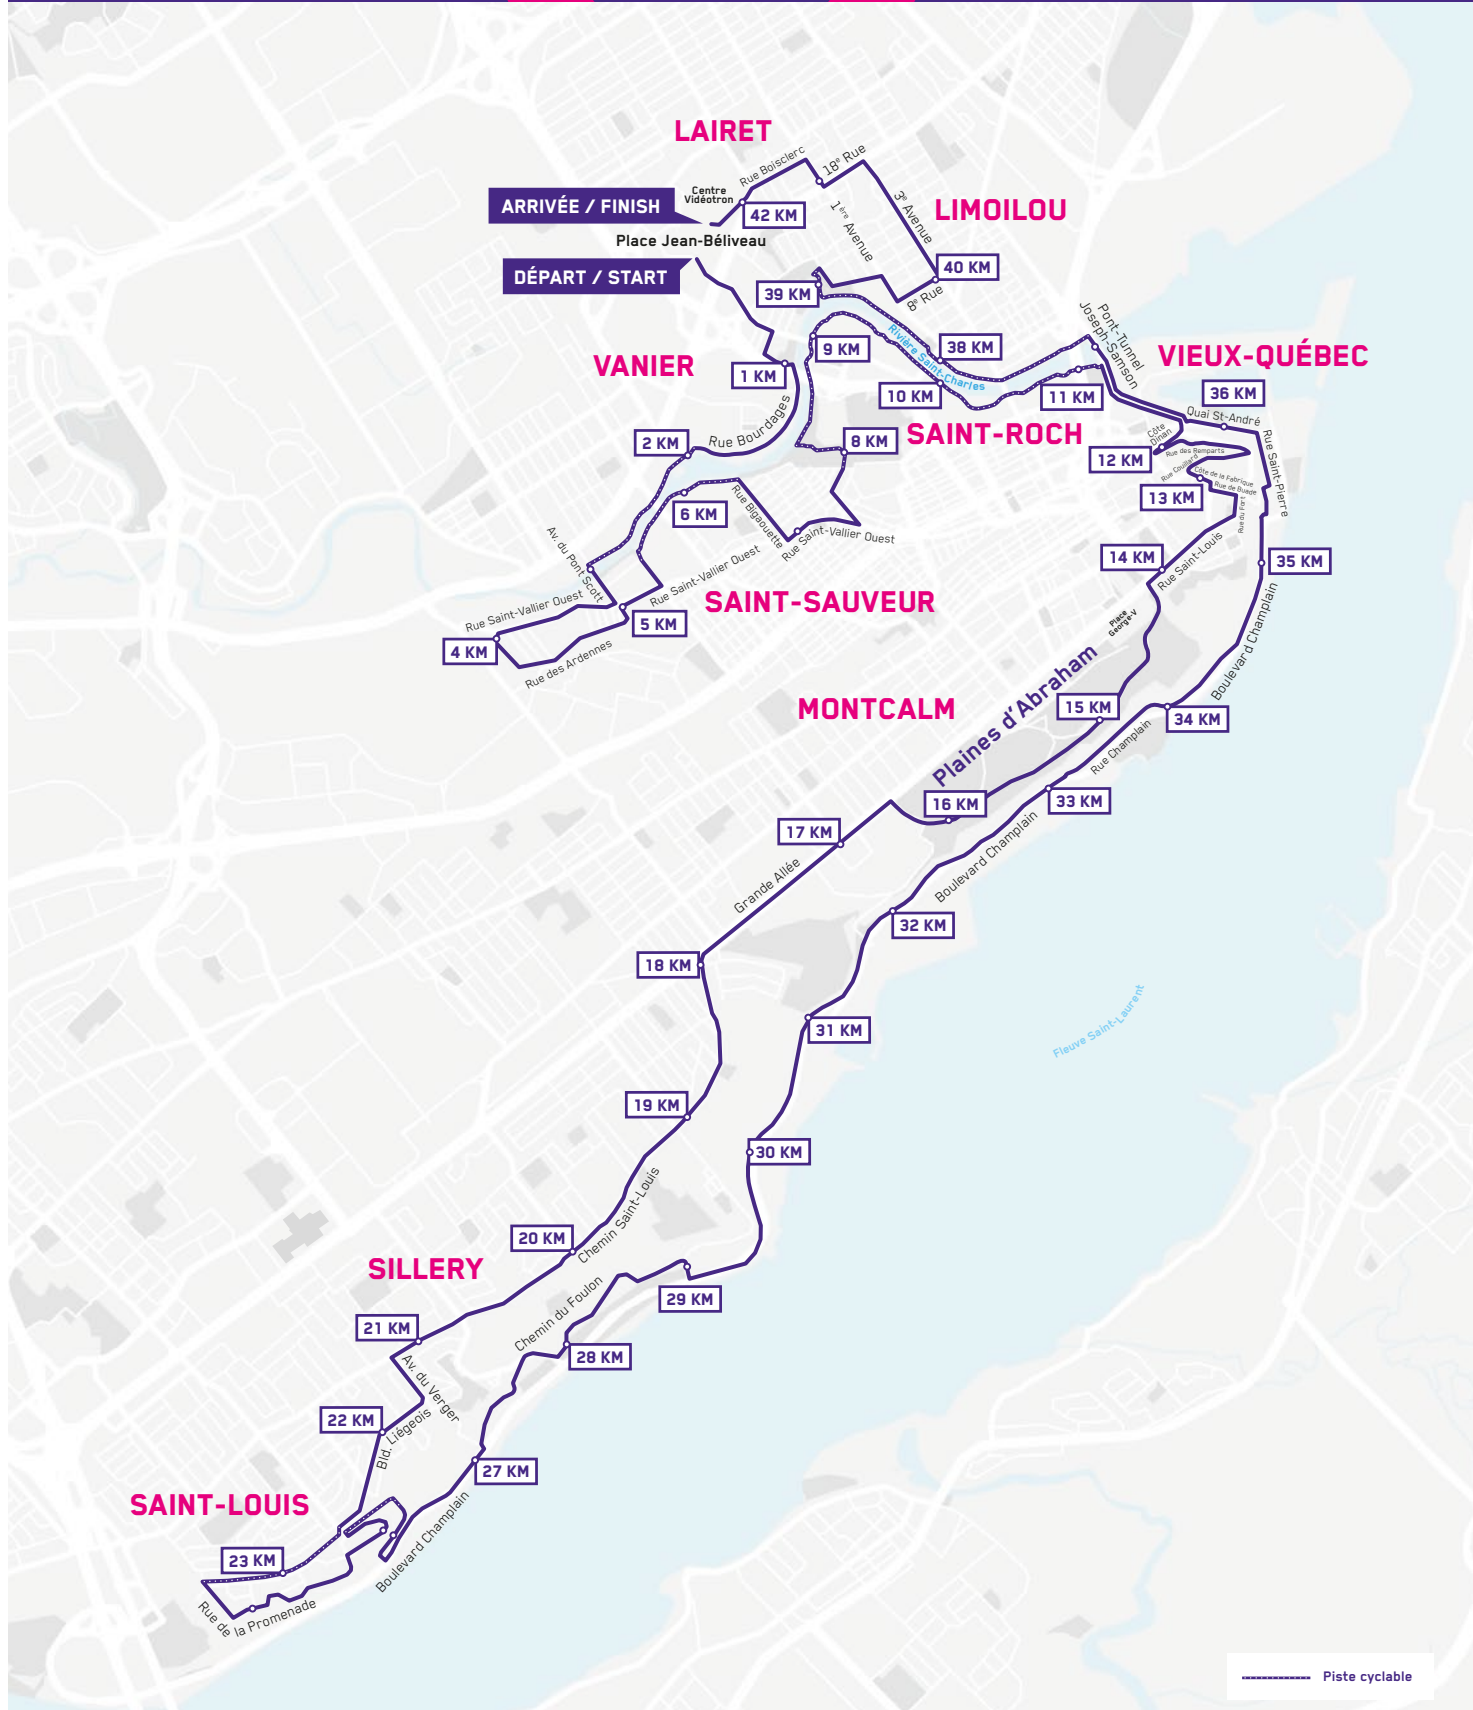 LAIRET
Rue Boisclerc
18e Rue
Centre
Vidéotron
ARRIVÉE / FINISH
42 KM
1ère Avenue
3e Avenue
LIMOILOU
Place Jean-Béliveau
DÉPART / START
40 KM
39 KM
8e Rue
Pont-Tunnel
Joseph-Samson
Rivière Saint-Charles
9 KM
38 KM
VIEUX-QUÉBEC
VANIER
1 KM
10 KM
11 KM
36 KM
Quai St-André
Rue Bourdages
2 KM
8 KM
SAINT-ROCH
Côte
Dinan
Rue Saint-Pierre
12 KM
Rue des Remparts
Rue Couillard
Côte de la Fabrique
Rue de Buade
13 KM
Rue du Fort
6 KM
Rue Bigaouette
Rue Saint-Vallier Ouest
Av. du Pont Scott
Rue Saint-Vallier Ouest
14 KM
Rue Saint-Louis
35 KM
Rue Saint-Vallier Ouest
SAINT-SAUVEUR
5 KM
4 KM
Rue des Ardennes
Place
George-V
Boulevard Champlain
MONTCALM
Plaines d'Abraham
15 KM
34 KM
Rue Champlain
16 KM
33 KM
17 KM
Boulevard Champlain
Grande Allée
32 KM
18 KM
31 KM
Fleuve Saint-Laurent
19 KM
30 KM
Chemin Saint-Louis
20 KM
SILLERY
29 KM
Chemin du Foulon
21 KM
28 KM
Av. du Verger
22 KM
Bld. Liégeois
27 KM
SAINT-LOUIS
Boulevard Champlain
23 KM
Rue de
la Promenade
Piste cyclable